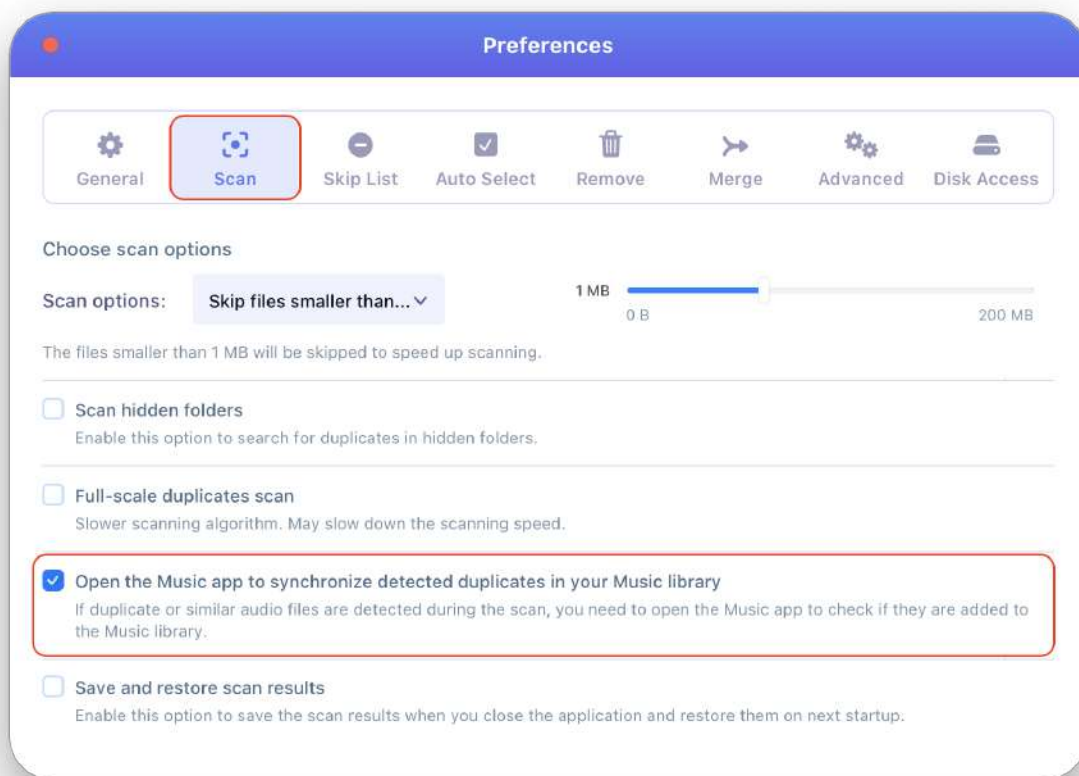 Preferences
General Scan Skip List Auto Select Remove Merge Advanced Disk Access
Choose scan options
Scan options: Skip files smaller than... 1 MB
0 B 200 MB
The files smaller than 1 MB will be skipped to speed up scanning.
Scan hidden folders
Enable this option to search for duplicates in hidden folders.
Full-scale duplicates scan
Slower scanning algorithm. May slow down the scanning speed.
Open the Music app to synchronize detected duplicates in your Music library
If duplicate or similar audio files are detected during the scan, you need to open the Music app to check if they are added to
the Music library.
Save and restore scan results
Enable this option to save the scan results when you close the application and restore them on next startup.